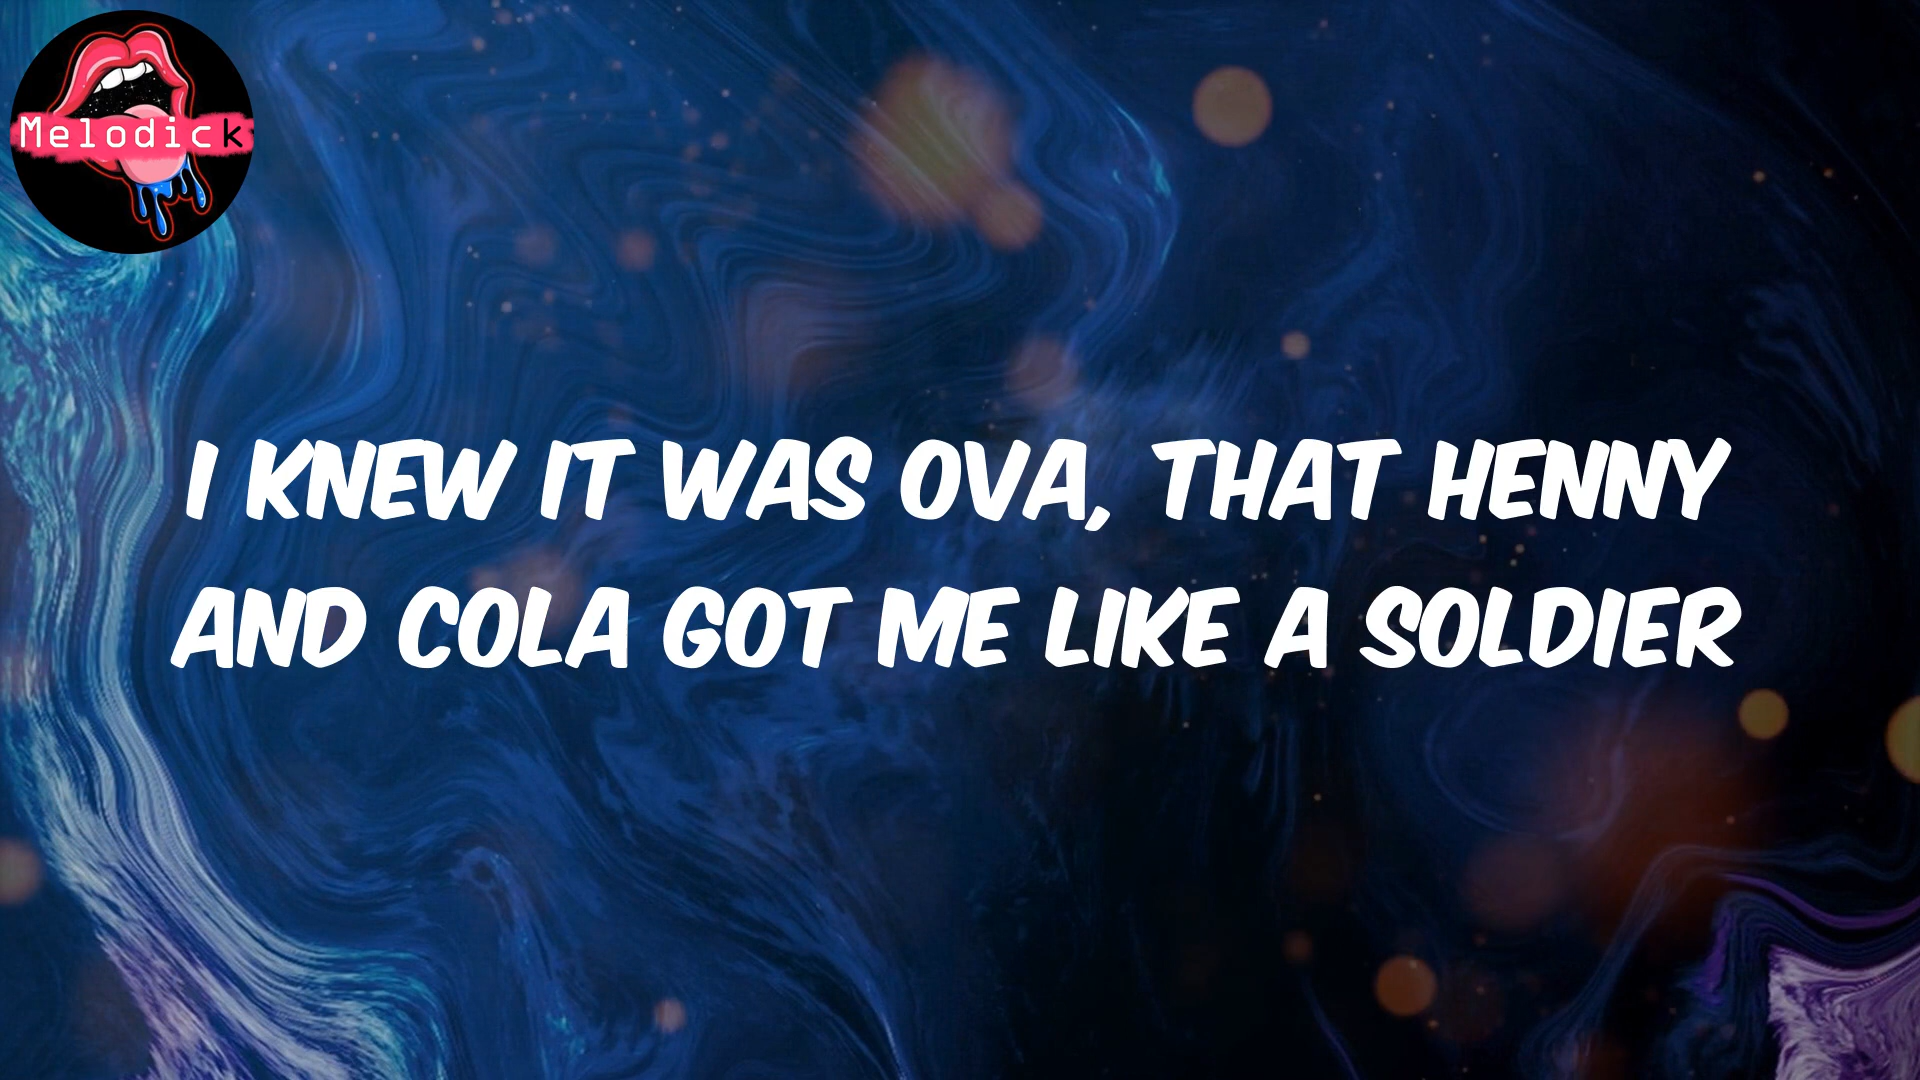 Melodick
I KNEW IT WAS OVA, THAT HENNY
AND COLA GOT ME LIKE A SOLDIER